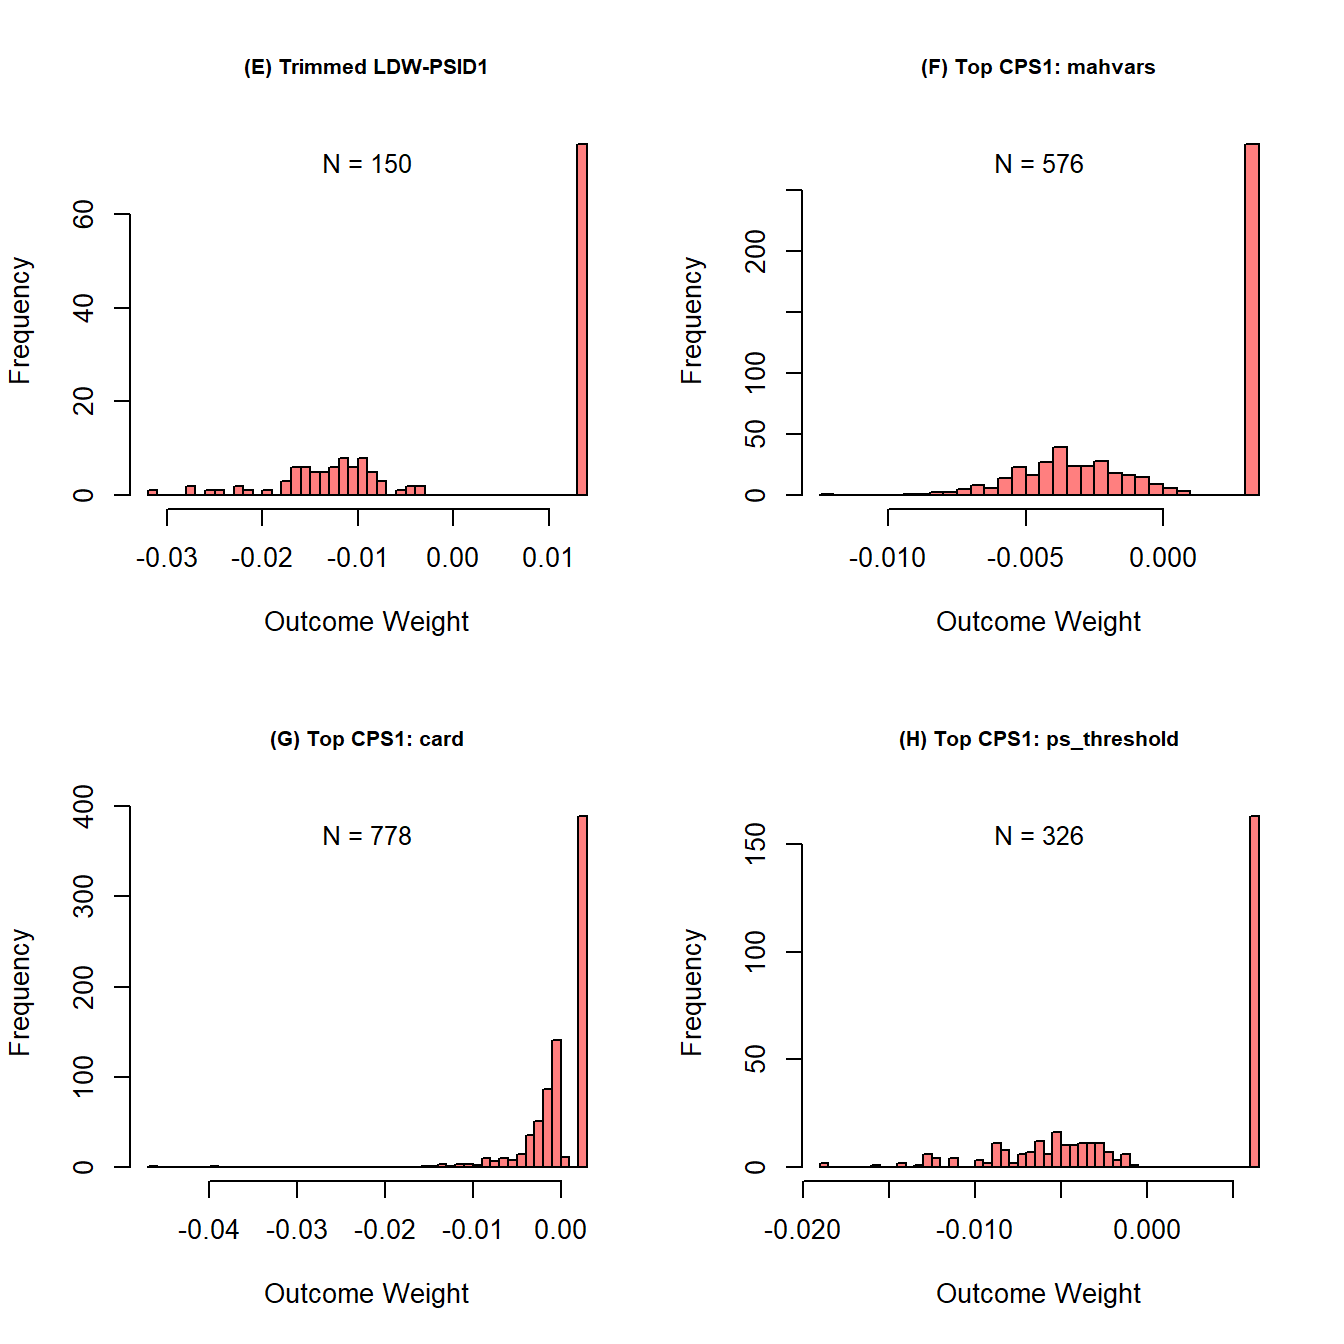 (E) Trimmed LDW-PSID1
N = 150
Frequency
0 20 40 60
-0.03 -0.02 -0.01 0.00 0.01
Outcome Weight
(F) Top CPS1: mahvars
N = 576
Frequency
0 50 100 200
-0.010 -0.005 0.000
Outcome Weight
(G) Top CPS1: card
N = 778
Frequency
0 100 200 300 400
-0.04 -0.03 -0.02 -0.01 0.00
Outcome Weight
(H) Top CPS1: ps_threshold
N = 326
Frequency
0 50 100 150
-0.020 -0.010 0.000
Outcome Weight